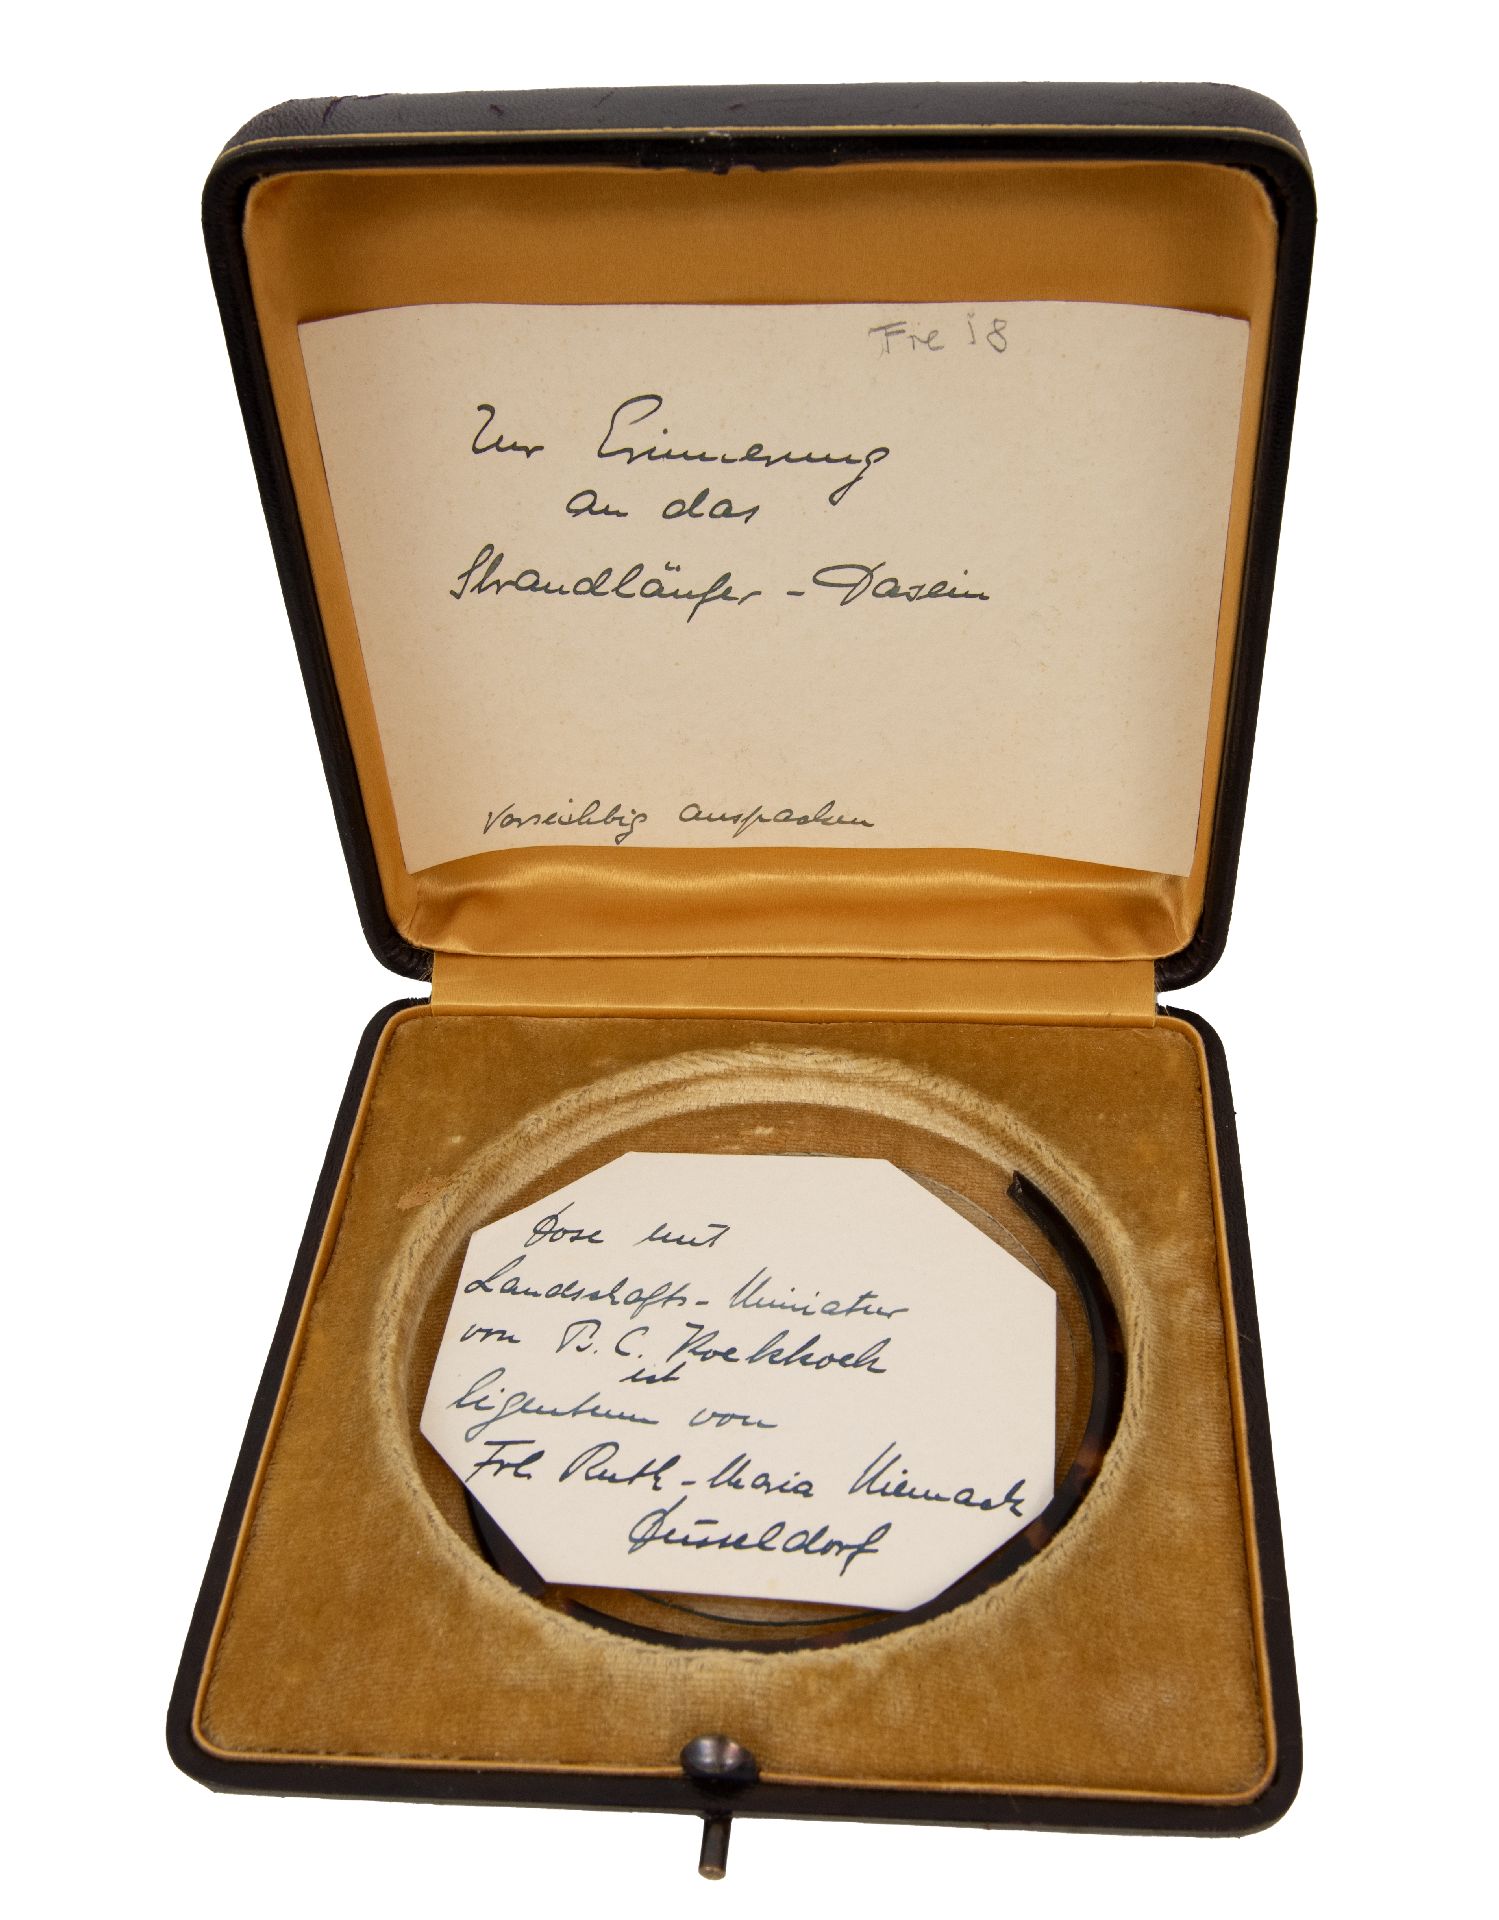 Fre 18
Zur Erinnerung
an das
Strandläufer-Dasein
vorsichtig auspacken
Dose mit
Landschafts-Miniatur
von B. C. Koekkoek
ist
Eigentum von
Frl. Ruth-Maria Niemack
Düsseldorf